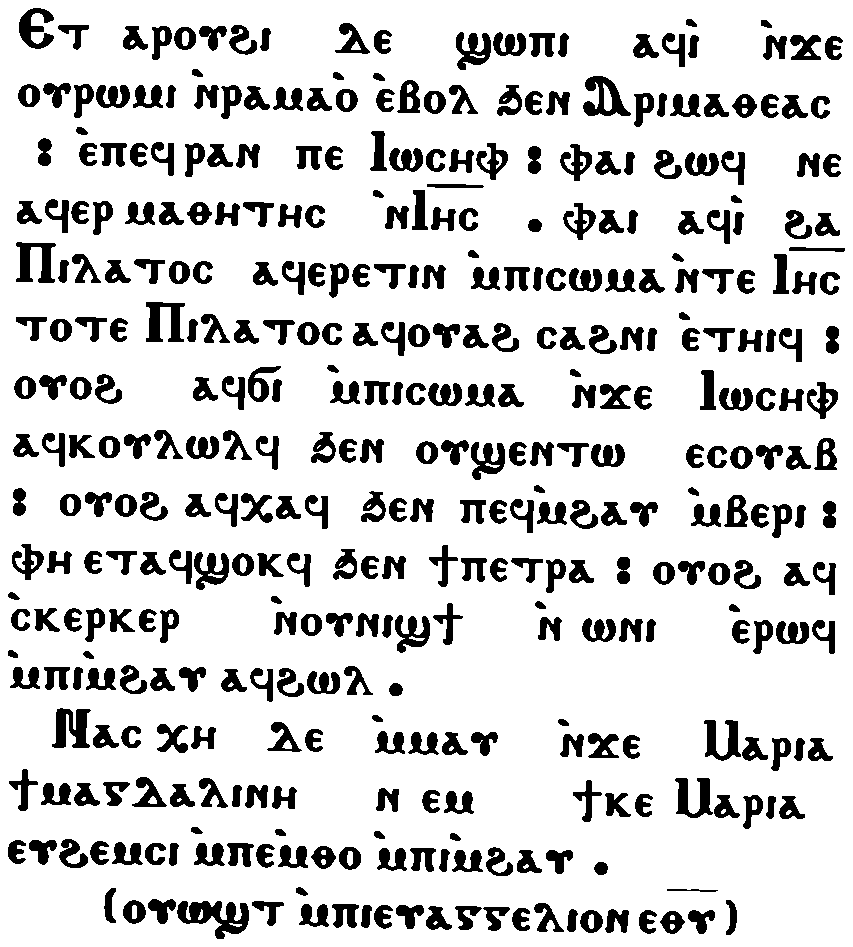 Ⲉⲧ ⲁⲣⲟⲩϩⲓ ⲇⲉ ϣⲱⲡⲓ ⲁϥⲓ̀ ⲛ̀ϫⲉ
ⲟⲩⲣⲱⲙⲓ ⲛ̀ⲣⲁⲙⲁⲟ̀ ⲉ̀ⲃⲟⲗ ϧⲉⲛ Ⲁⲣⲓⲙⲁⲑⲉⲁⲥ
: ⲉ̀ⲡⲉϥⲣⲁⲛ ⲡⲉ Ⲓⲱⲥⲏⲫ : ⲫⲁⲓ ϩⲱϥ ⲛⲉ
ⲁϥⲉⲣ ⲙⲁⲑⲏⲧⲏⲥ ⲛ̀Ⲓⲏ̅ⲥ̅ . ⲫⲁⲓ ⲁϥⲓ̀ ϩⲁ
Ⲡⲓⲗⲁⲧⲟⲥ ⲁϥⲉⲣⲉⲧⲓⲛ ⲙ̀ⲡⲓⲥⲱⲙⲁ ⲛ̀ⲧⲉ Ⲓⲏ̅ⲥ̅
ⲧⲟⲧⲉ Ⲡⲓⲗⲁⲧⲟⲥ ⲁϥⲟⲩⲁϩ ⲥⲁϩⲛⲓ ⲉ̀ⲧⲏⲓϥ :
ⲟⲩⲟϩ ⲁϥϭⲓ̀ ⲙ̀ⲡⲓⲥⲱⲙⲁ ⲛ̀ϫⲉ Ⲓⲱⲥⲏⲫ
ⲁϥⲕⲟⲩⲗⲱⲗϥ ϧⲉⲛ ⲟⲩϣⲉⲛⲧⲱ ⲉⲥⲟⲩⲁⲃ
: ⲟⲩⲟϩ ⲁϥⲭⲁϥ ϧⲉⲛ ⲡⲉϥⲙ̀ϩⲁⲩ ⲙ̀ⲃⲉⲣⲓ :
ⲫⲏ ⲉⲧⲁϥϣⲟⲕϥ ϧⲉⲛ ϯⲡⲉⲧⲣⲁ : ⲟⲩⲟϩ ⲁϥ
ⲥ̀ⲕⲉⲣⲕⲉⲣ ⲛ̀ⲟⲩⲛⲓϣϯ ⲛ̀ ⲱⲛⲓ ⲉ̀ⲣⲱϥ
ⲙ̀ⲡⲓⲙ̀ϩⲁⲩ ⲁϥϩⲱⲗ .
Ⲛⲁⲥ ⲭⲏ ⲇⲉ ⲙ̀ⲙⲁⲩ ⲛ̀ϫⲉ Ⲙⲁⲣⲓⲁ
ϯⲙⲁⲅⲇⲁⲗⲓⲛⲏ ⲛ ⲉⲙ ϯⲕⲉ Ⲙⲁⲣⲓⲁ
ⲉⲩϩⲉⲙⲥⲓ ⲙ̀ⲡⲉⲙ̀ⲑⲟ ⲙ̀ⲡⲓⲙ̀ϩⲁⲩ .
(ⲟⲩⲱϣⲧ ⲙ̀ⲡⲓⲉⲩⲁⲅⲅⲉⲗⲓⲟⲛ ⲉⲑ̅ⲩ̅)